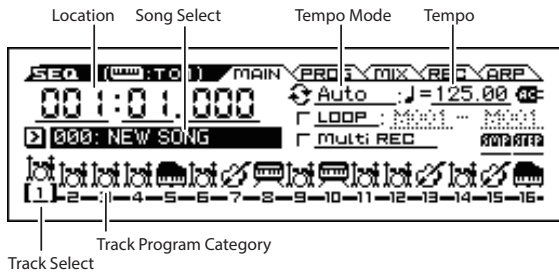 Location Song Select Tempo Mode Tempo
SEQ (:T01) MAIN PROG MIX REC ARP
001:01.000 Auto :♩=125.00
LOOP : M001 - M001
000: NEW SONG Multi REC
[1]-2-3-4-5-6-7-8-9-10-11-12-13-14-15-16-
Track Program Category
Track Select